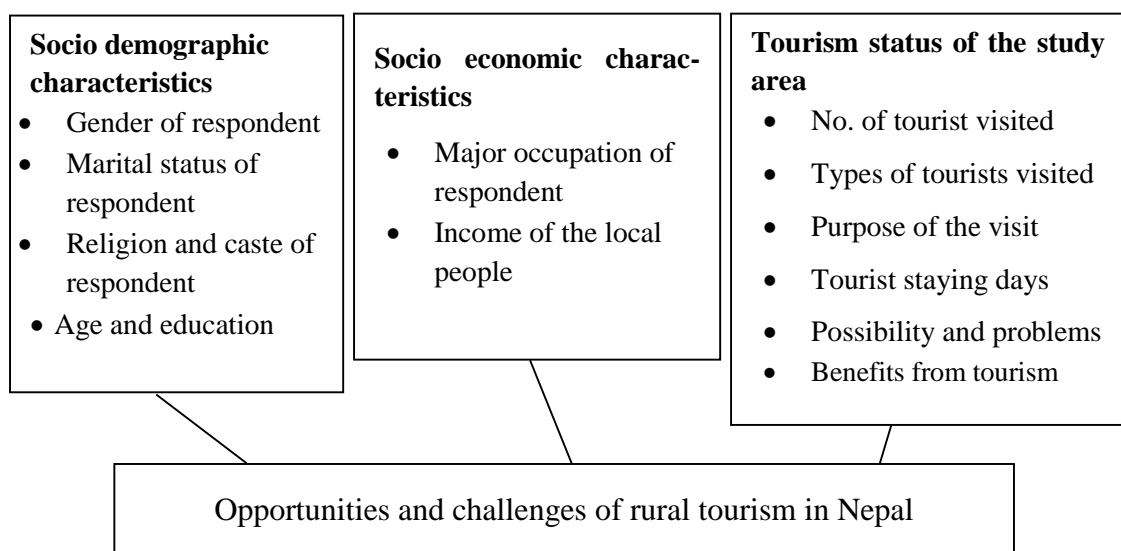 Socio demographic
characteristics
• Gender of respondent
• Marital status of
respondent
• Religion and caste of
respondent
• Age and education
Socio economic charac-
teristics
• Major occupation of
respondent
• Income of the local
people
Tourism status of the study
area
• No. of tourist visited
• Types of tourists visited
• Purpose of the visit
• Tourist staying days
• Possibility and problems
• Benefits from tourism
Opportunities and challenges of rural tourism in Nepal